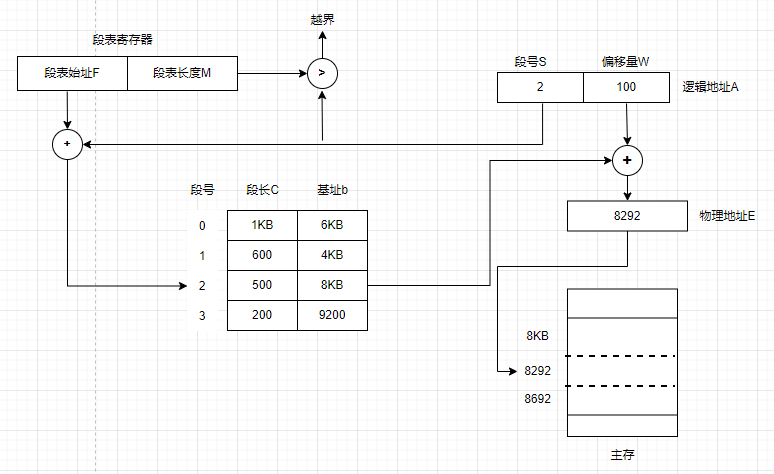 越界
段表寄存器
段表始址F 段表长度M
>
段号S 偏移量W
2 100 逻辑地址A
+
+
段号 段长C 基址b
0 1KB 6KB
1 600 4KB
2 500 8KB
3 200 9200
8292 物理地址E
8KB
8292
8692
主存